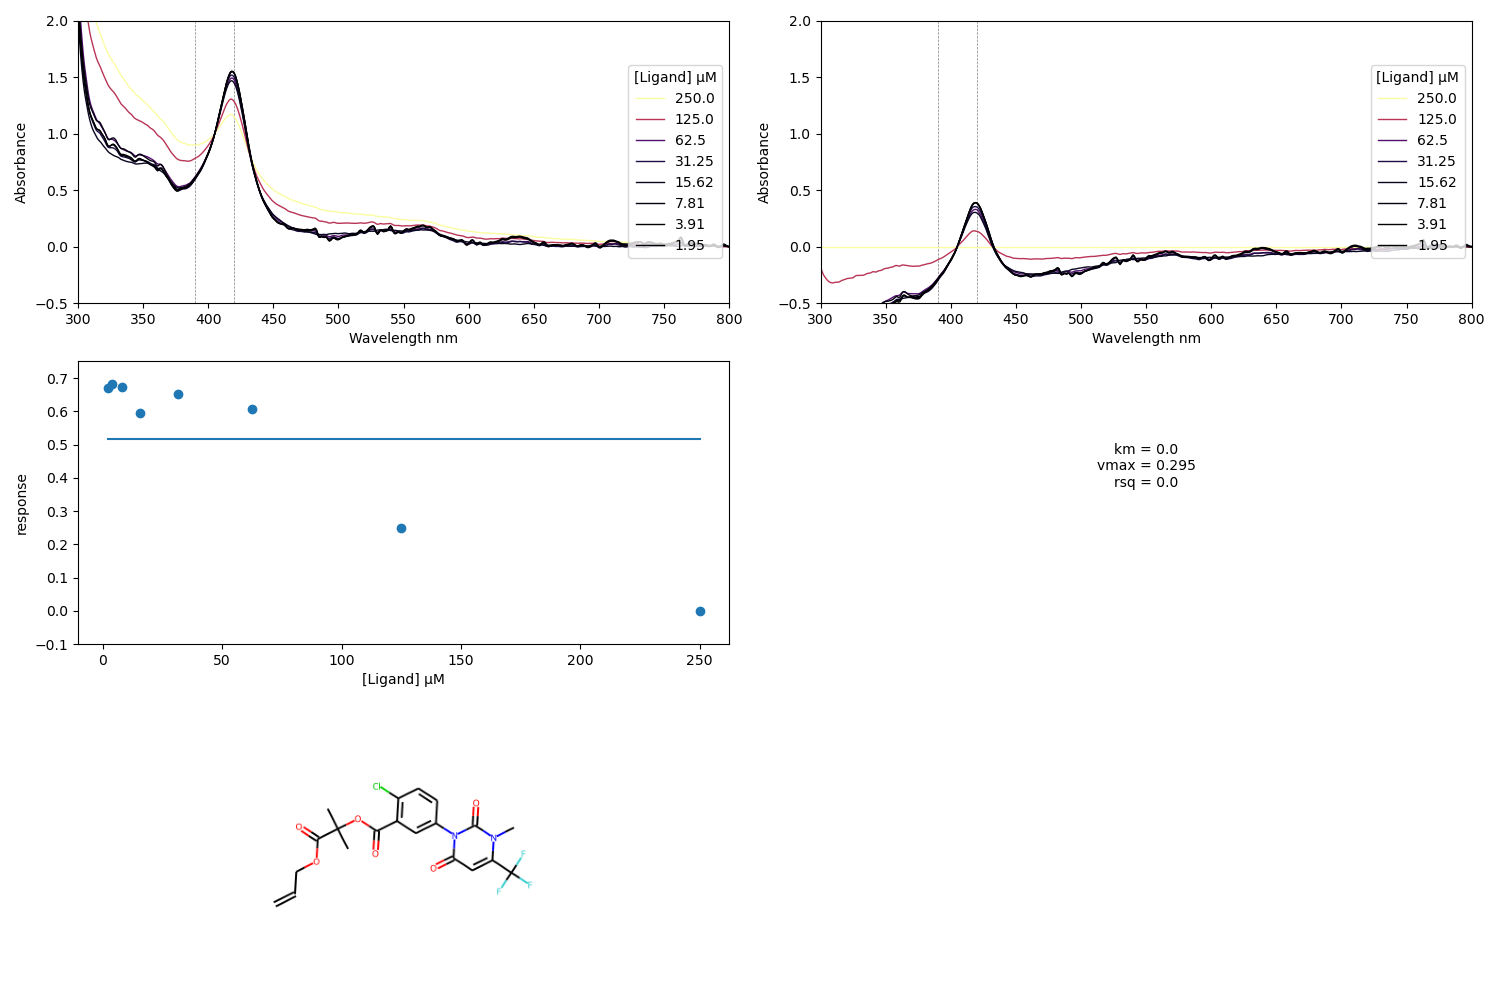 2.0
1.5
1.0
0.5
0.0
−0.5
Absorbance
300 350 400 450 500 550 600 650 700 750 800
Wavelength nm
[Ligand] μM
250.0
125.0
62.5
31.25
15.62
7.81
3.91
1.95
2.0
1.5
1.0
0.5
0.0
−0.5
Absorbance
300 350 400 450 500 550 600 650 700 750 800
Wavelength nm
[Ligand] μM
250.0
125.0
62.5
31.25
15.62
7.81
3.91
1.95
0.7
0.6
0.5
0.4
0.3
0.2
0.1
0.0
−0.1
response
0 50 100 150 200 250
[Ligand] μM
km = 0.0
vmax = 0.295
rsq = 0.0
Cl
O
O
O
O
O
N
N
O
F
F
F